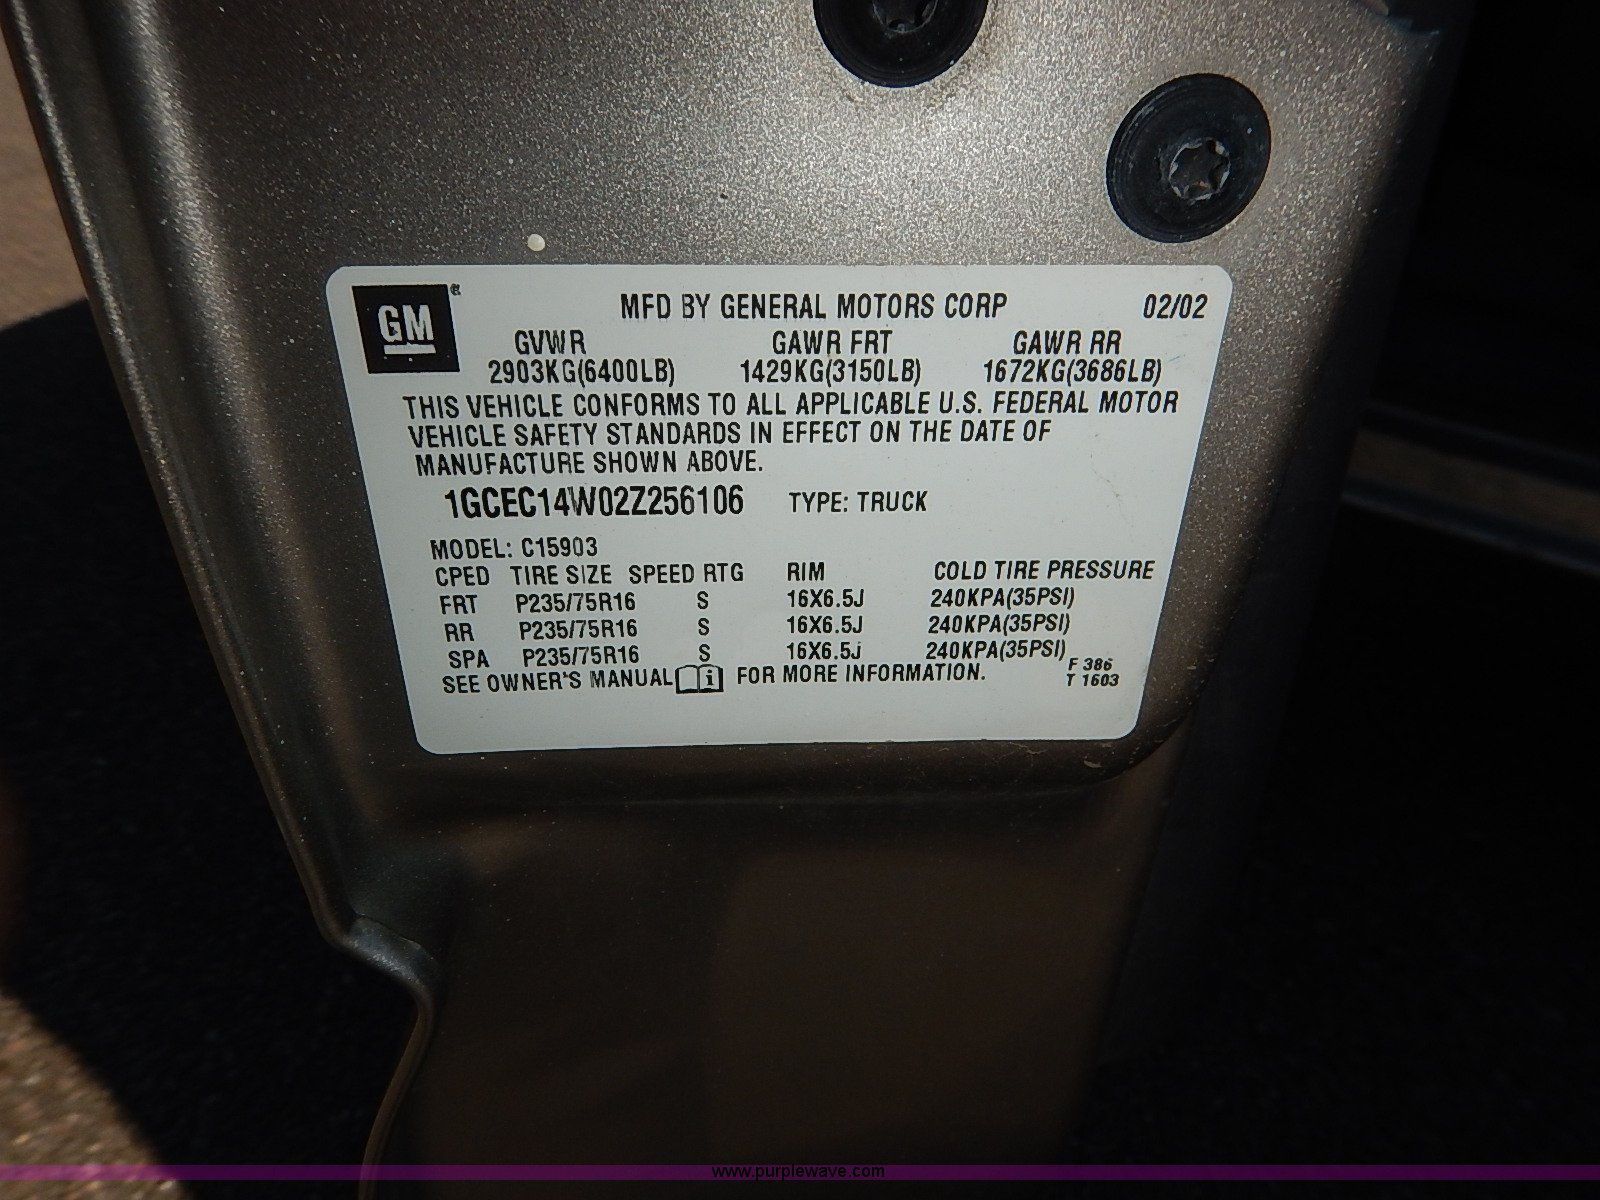 GM
MFD BY GENERAL MOTORS CORP 02/02
GVWR GAWR FRT GAWR RR
2903KG(6400LB) 1429KG(3150LB) 1672KG(3686LB)
THIS VEHICLE CONFORMS TO ALL APPLICABLE U.S. FEDERAL MOTOR
VEHICLE SAFETY STANDARDS IN EFFECT ON THE DATE OF
MANUFACTURE SHOWN ABOVE.
1GCEC14W02Z256106 TYPE: TRUCK
MODEL: C15903
CPED TIRE SIZE SPEED RTG RIM COLD TIRE PRESSURE
FRT P235/75R16 S 16X6.5J 240KPA(35PSI)
RR P235/75R16 S 16X6.5J 240KPA(35PSI)
SPA P235/75R16 S 16X6.5J 240KPA(35PSI)
SEE OWNER'S MANUAL i FOR MORE INFORMATION.
F 386
T 1603
www.purplewave.com